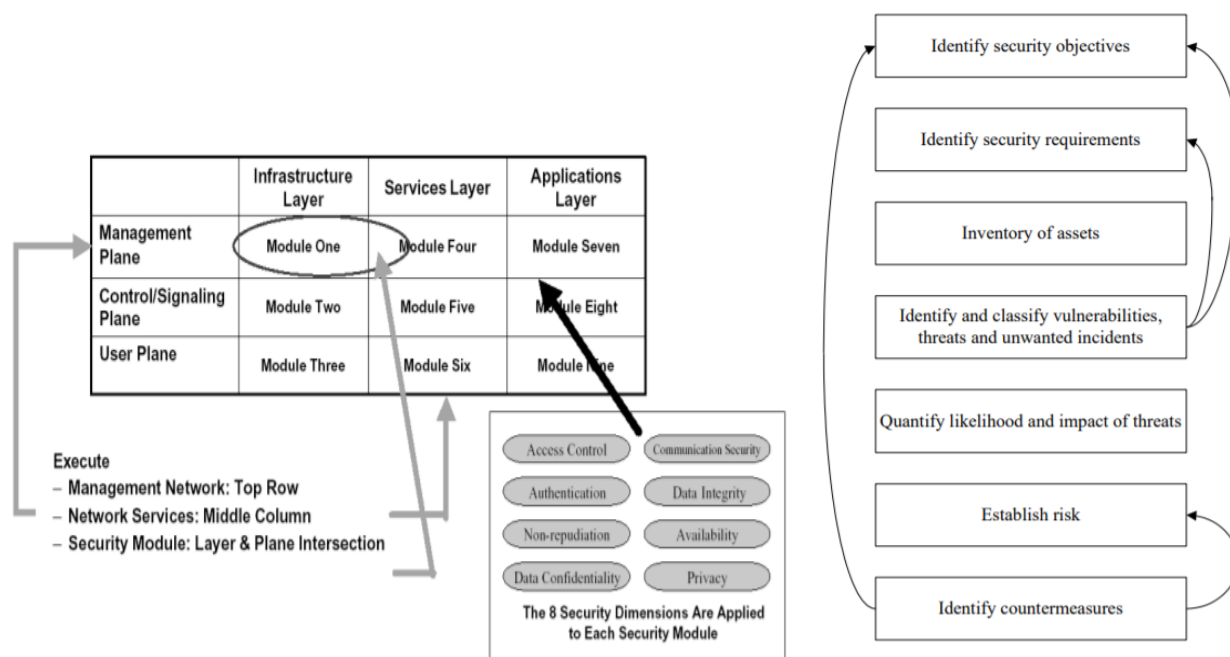 Infrastructure
Layer
Services Layer
Applications
Layer
Management
Plane
Module One
Module Four
Module Seven
Control/Signaling
Plane
Module Two
Module Five
Module Eight
User Plane
Module Three
Module Six
Module Nine
Execute
– Management Network: Top Row
– Network Services: Middle Column
– Security Module: Layer & Plane Intersection
Access Control
Communication Security
Authentication
Data Integrity
Non-repudiation
Availability
Data Confidentiality
Privacy
The 8 Security Dimensions Are Applied
to Each Security Module
Identify security objectives
Identify security requirements
Inventory of assets
Identify and classify vulnerabilities,
threats and unwanted incidents
Quantify likelihood and impact of threats
Establish risk
Identify countermeasures